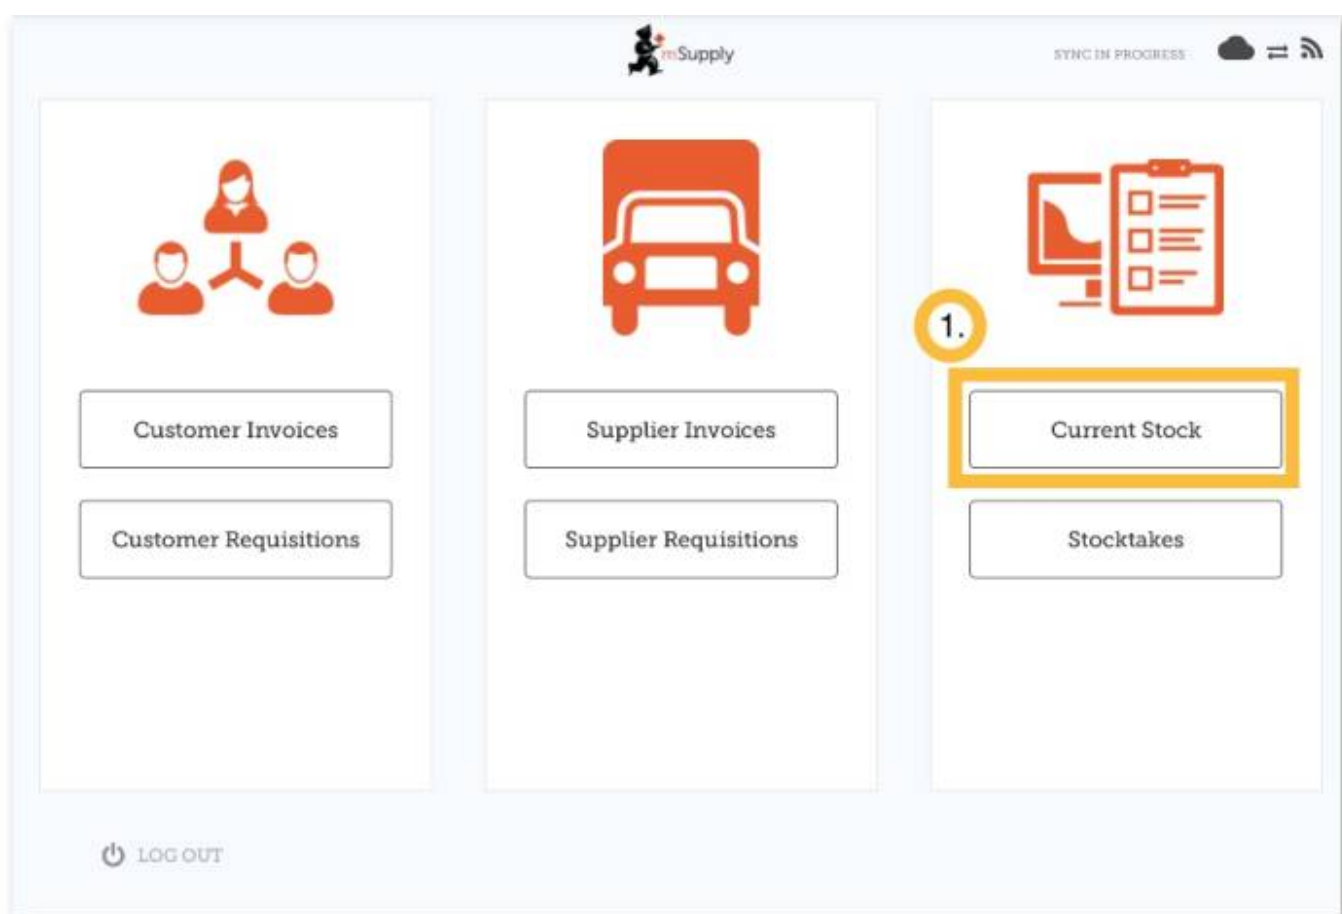 mSupply
SYNC IN PROGRESS
1.
Customer Invoices
Supplier Invoices
Current Stock
Customer Requisitions
Supplier Requisitions
Stocktakes
LOG OUT